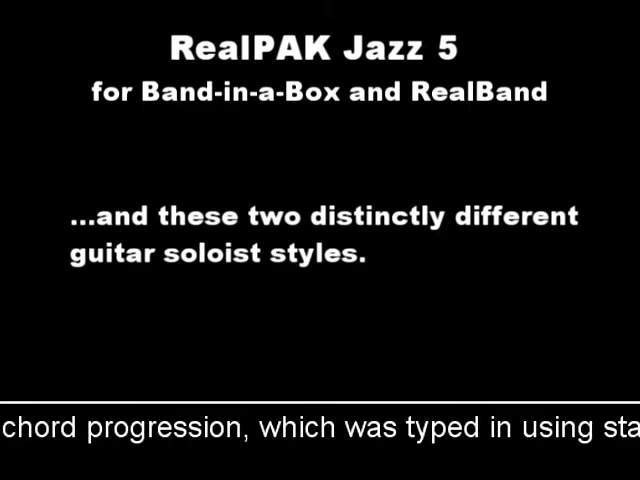 RealPAK Jazz 5
for Band-in-a-Box and RealBand
...and these two distinctly different
guitar soloist styles.
chord progression, which was typed in using sta